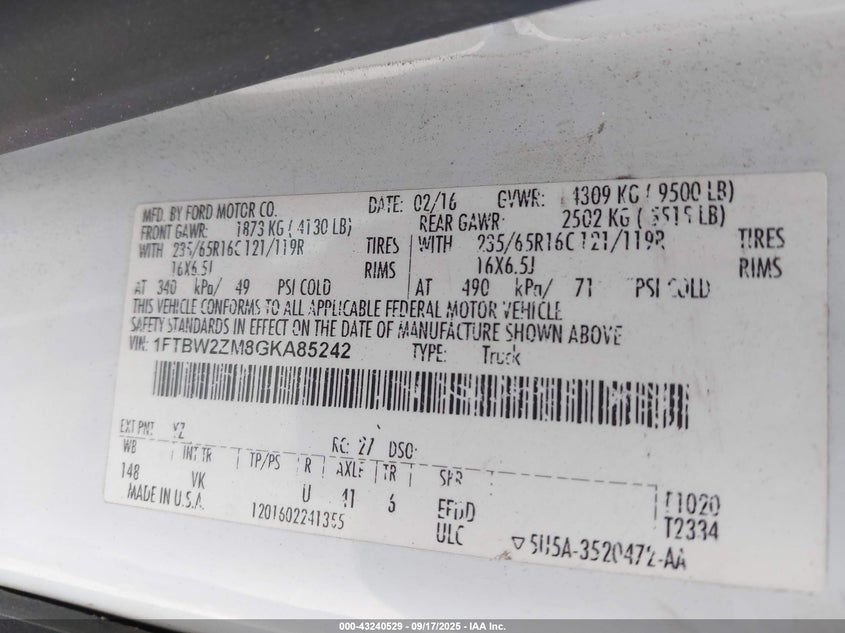 MFD. BY FORD MOTOR CO. DATE: 02/16 GVWR: 4309 KG ( 9500 LB)
FRONT GAWR: 1873 KG ( 4130 LB) REAR GAWR: 2502 KG ( 5515 LB)
WITH 235/65R16C 121/119R TIRES WITH 235/65R16C 121/119R TIRES
16X6.5J RIMS 16X6.5J RIMS
AT 340 kPa/ 49 PSI COLD AT 490 kPa/ 71 PSI COLD
THIS VEHICLE CONFORMS TO ALL APPLICABLE FEDERAL MOTOR VEHICLE
SAFETY STANDARDS IN EFFECT ON THE DATE OF MANUFACTURE SHOWN ABOVE
VIN: 1FTBW2ZM8GKA85242 TYPE: Truck
EXT PNT YZ RC: 27 DSO:
WB INT TR TP/PS R AXLE TR SPR
148 VK U 41 6 EFDD T1020
MADE IN U.S.A. 1201602241355 ULC T2334
5U5A-3520472-AA
000-43240529 - 09/17/2025 - IAA Inc.